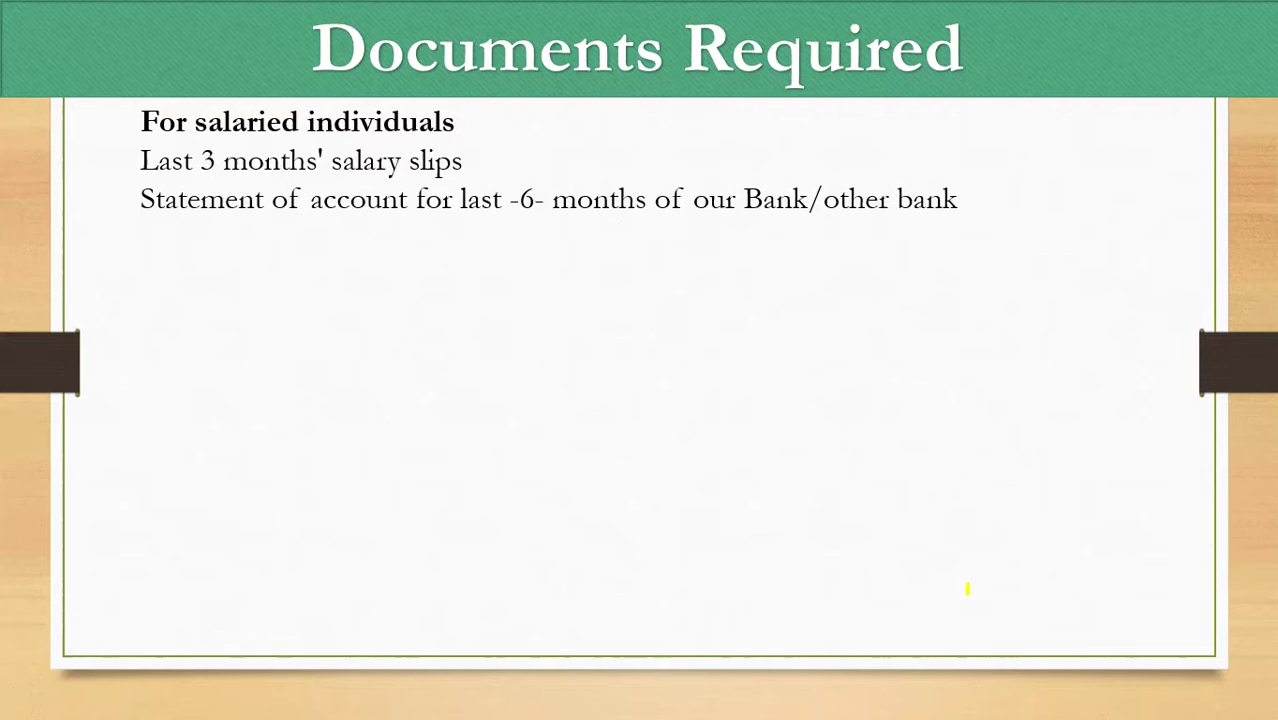 Documents Required
For salaried individuals
Last 3 months' salary slips
Statement of account for last -6- months of our Bank/other bank